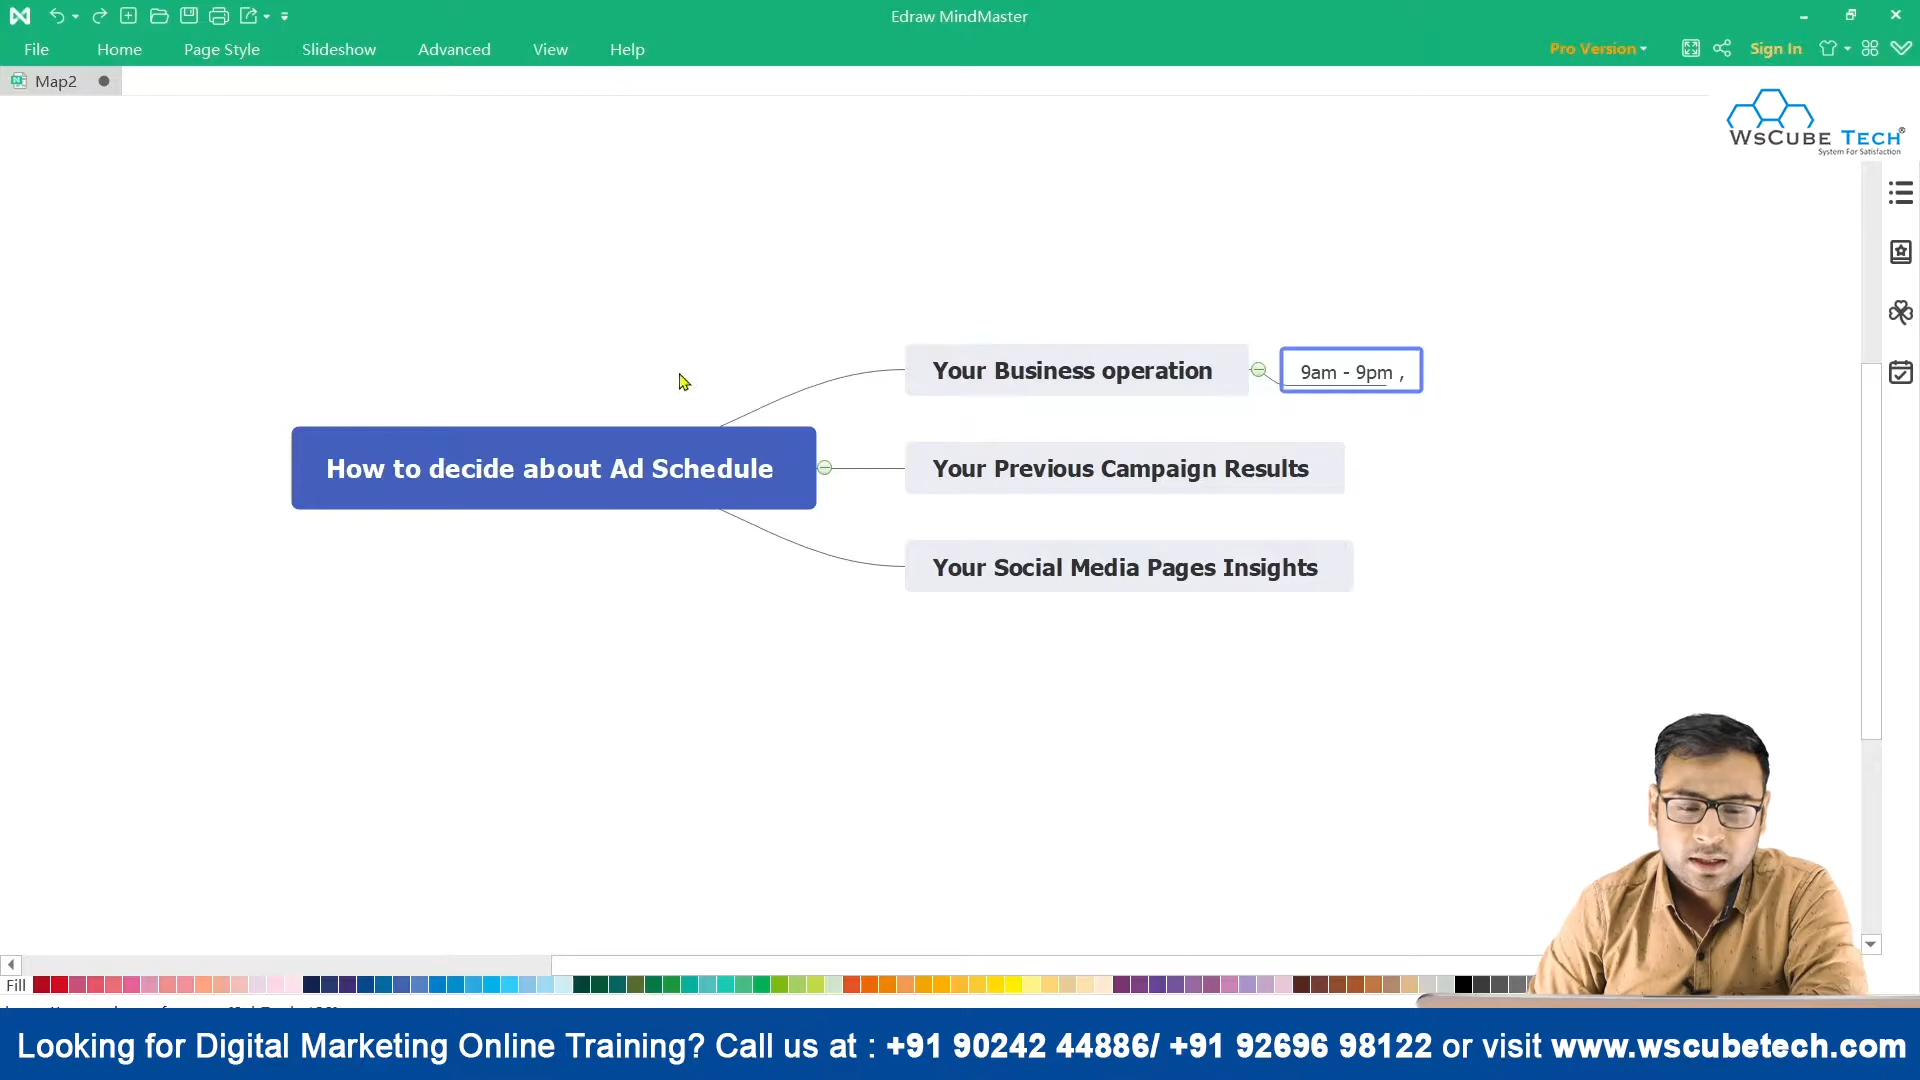 Edraw MindMaster
File
Home
Page Style
Slideshow
Advanced
View
Help
Pro Version
Sign In
Map2
WsCube Tech®
System For Satisfaction
Your Business operation
9am - 9pm ,
How to decide about Ad Schedule
Your Previous Campaign Results
Your Social Media Pages Insights
Fill
Looking for Digital Marketing Online Training? Call us at : +91 90242 44886/ +91 92696 98122 or visit www.wscubetech.com